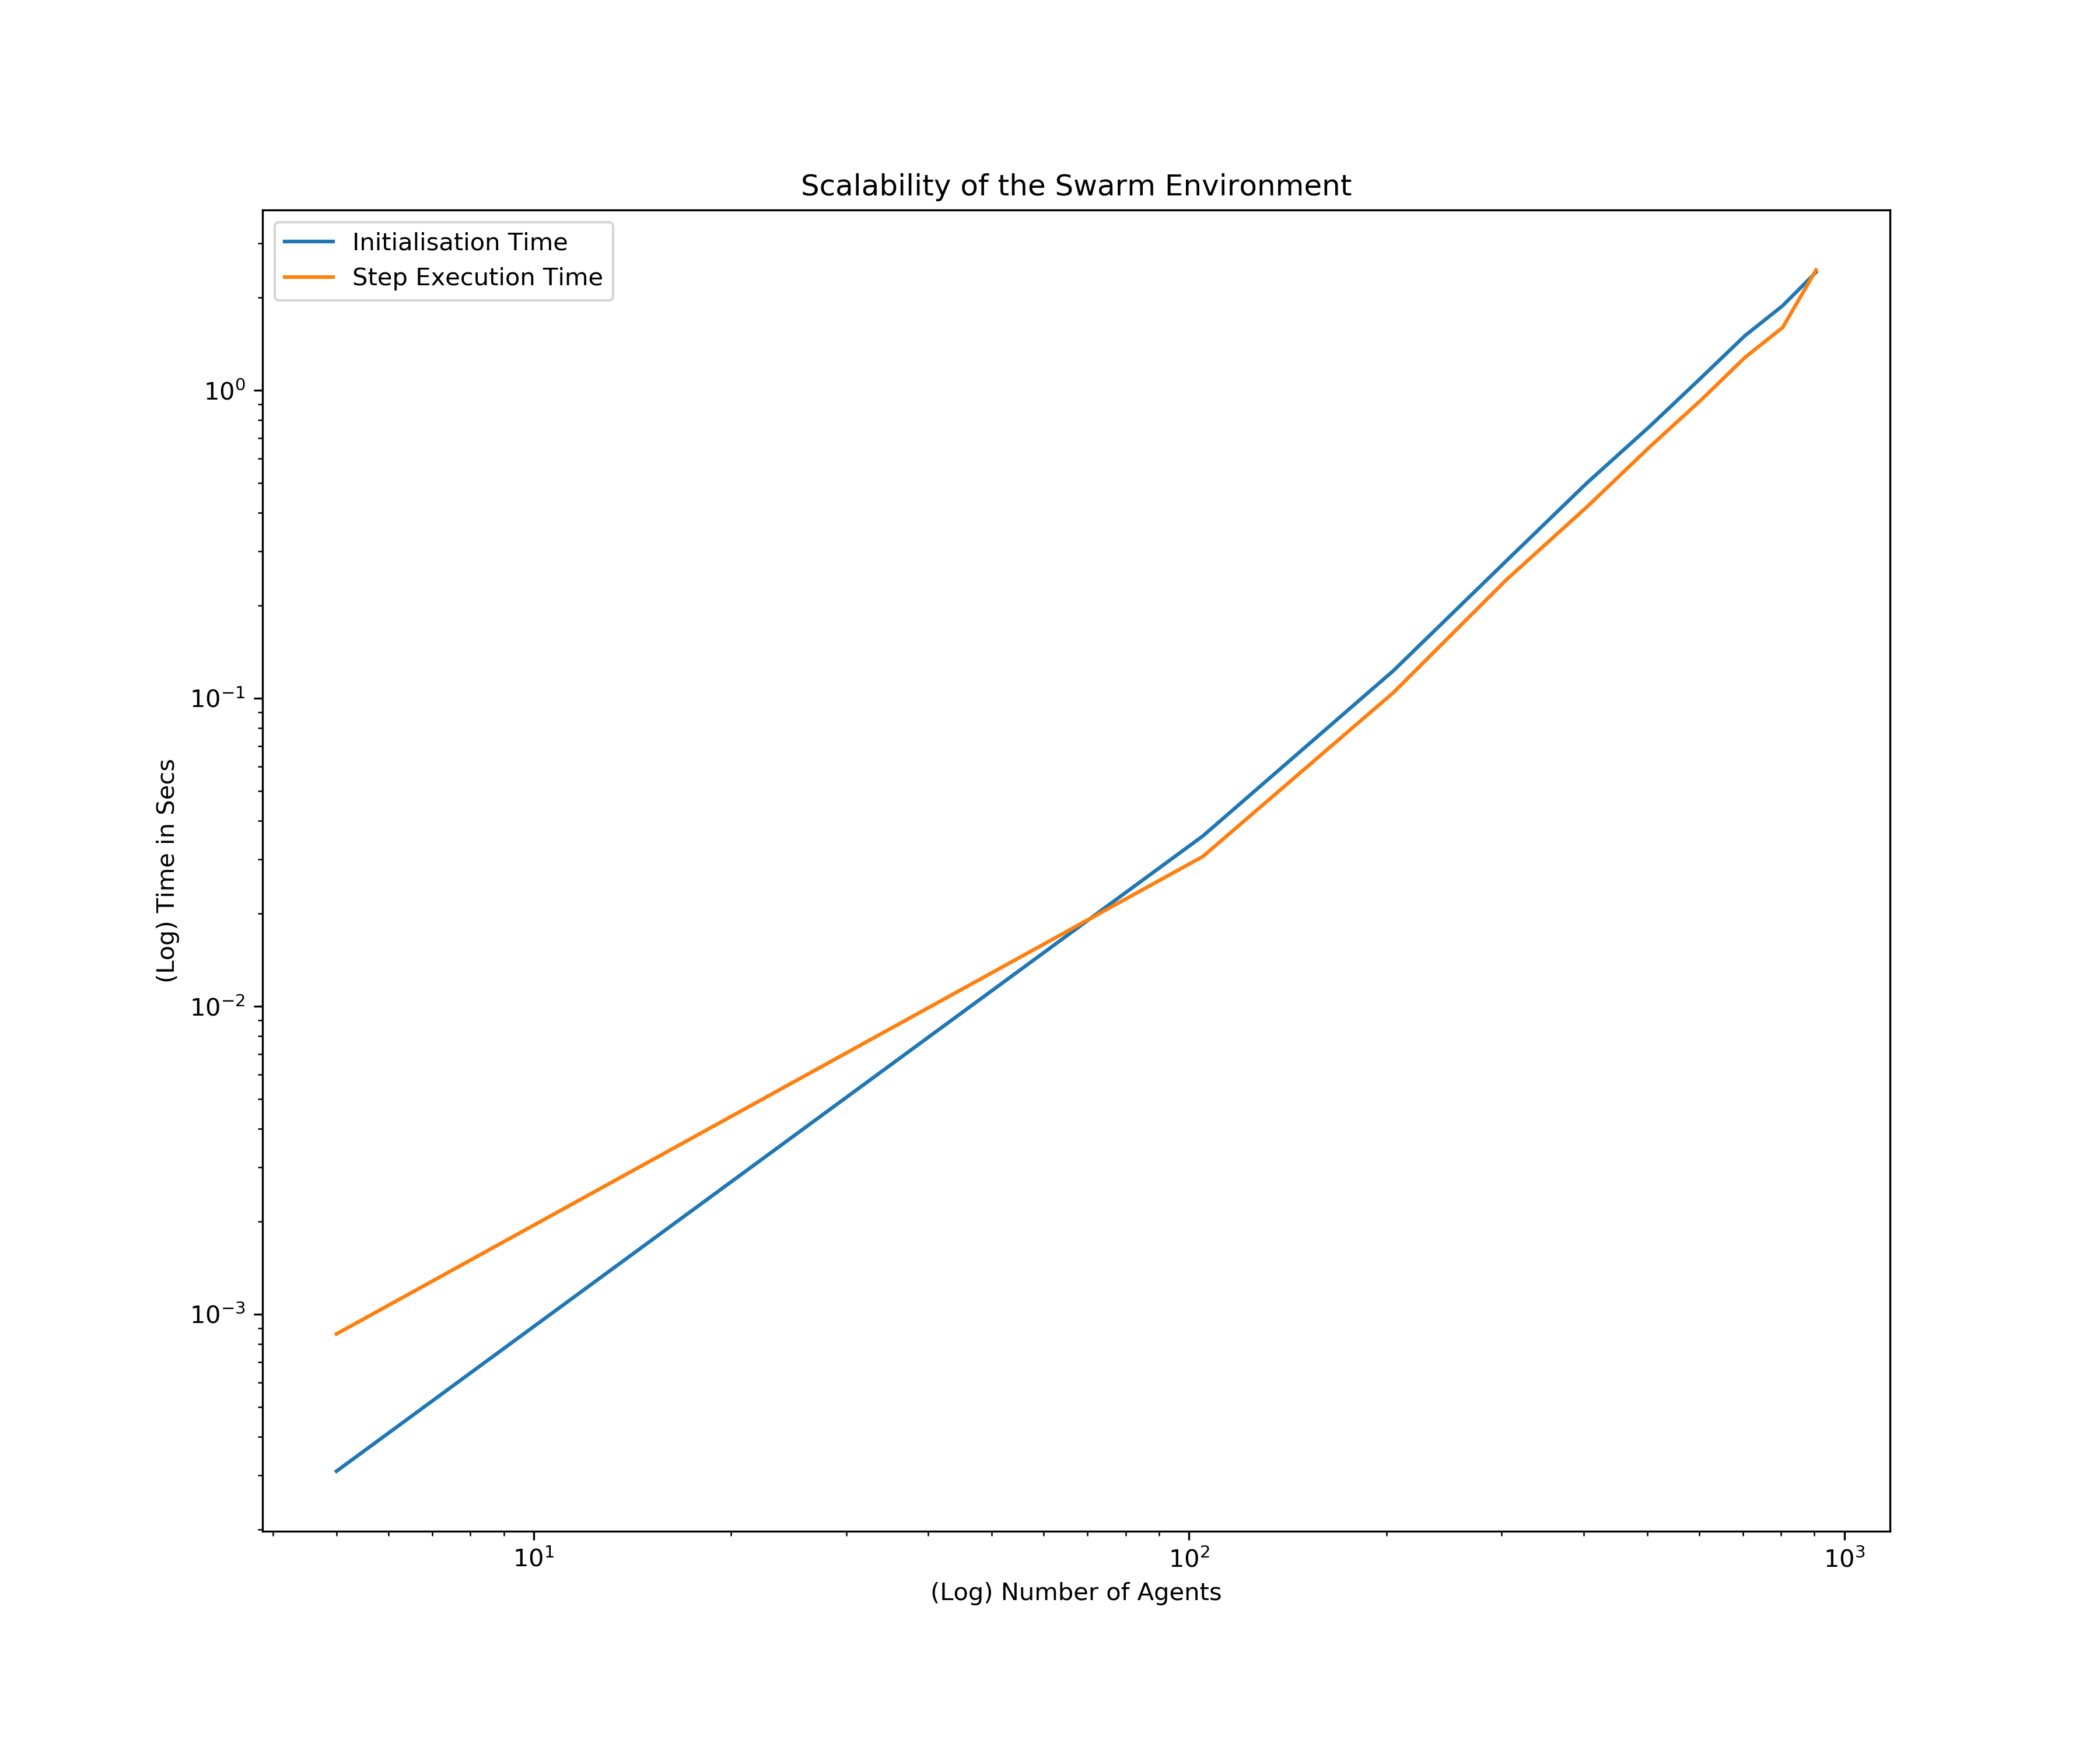 Scalability of the Swarm Environment
Initialisation Time
Step Execution Time
(Log) Time in Secs
10⁰
10⁻¹
10⁻²
10⁻³
10¹
10²
10³
(Log) Number of Agents